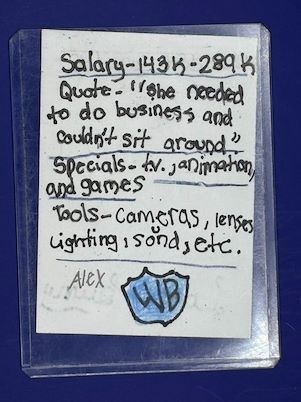 Salary-143K-289K
Quote-"She needed
to do business and
couldn't sit around."
Specials-t.v., animation,
and games
Tools-Cameras, lenses,
Lighting, sond, etc.
Alex
WB